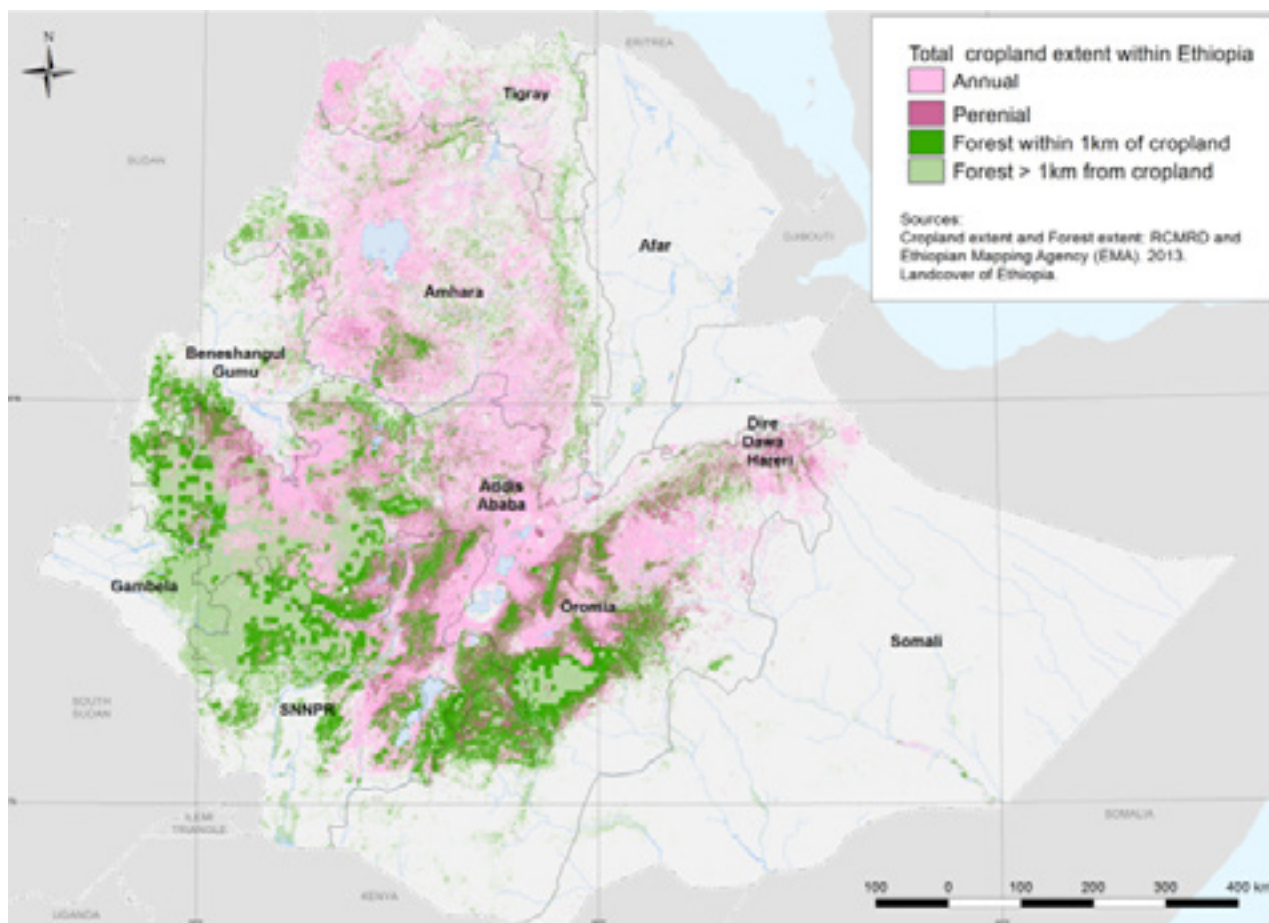 N
ERITREA
Total cropland extent within Ethiopia
Annual
Perenial
Forest within 1km of cropland
Forest > 1km from cropland
Sources:
Cropland extent and Forest extent: RCMRD and
Ethiopian Mapping Agency (EMA). 2013.
Landcover of Ethiopia.
Tigray
SUDAN
DJIBOUTI
Afar
Amhara
Beneshangul
Gumu
Dire
Dawa
Hareri
Addis
Ababa
Gambela
Oromia
Somali
SOUTH
SUDAN
SNNPR
ILEMI
TRIANGLE
SOMALIA
KENYA
UGANDA
100 0 100 200 300 400 km